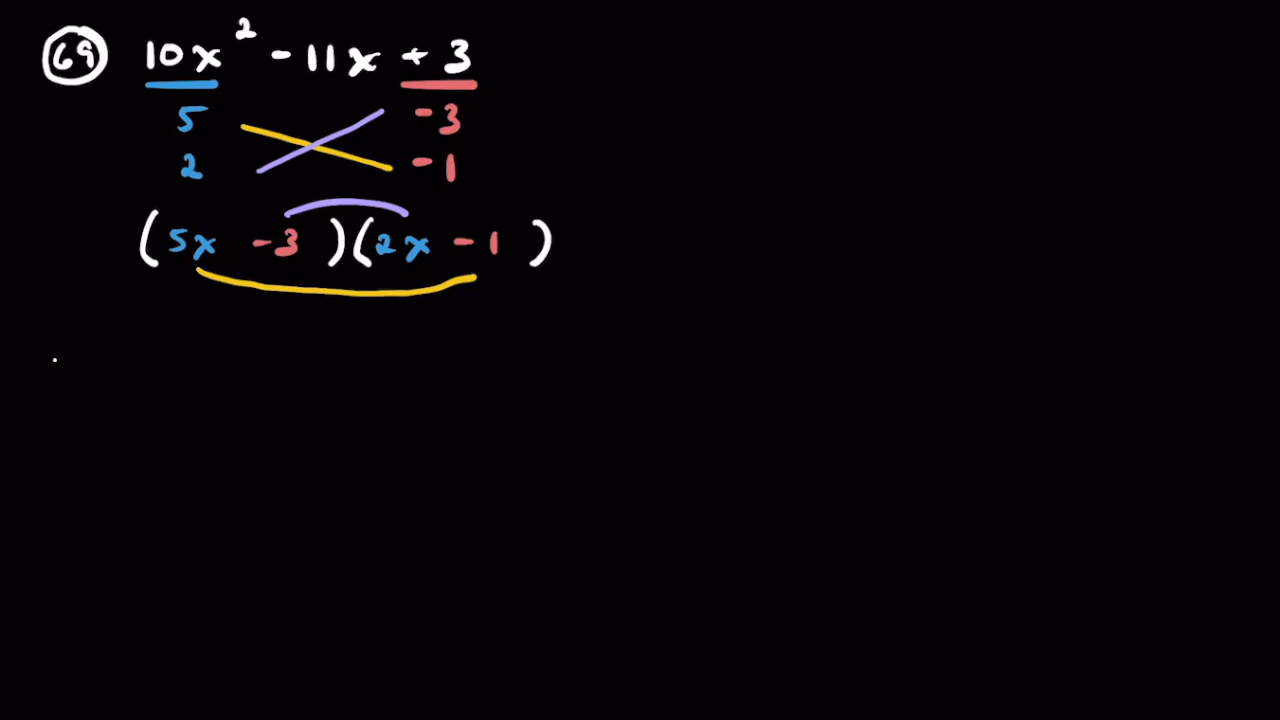 69 10x² - 11x + 3
5 -3
2 -1
(5x -3)(2x -1)